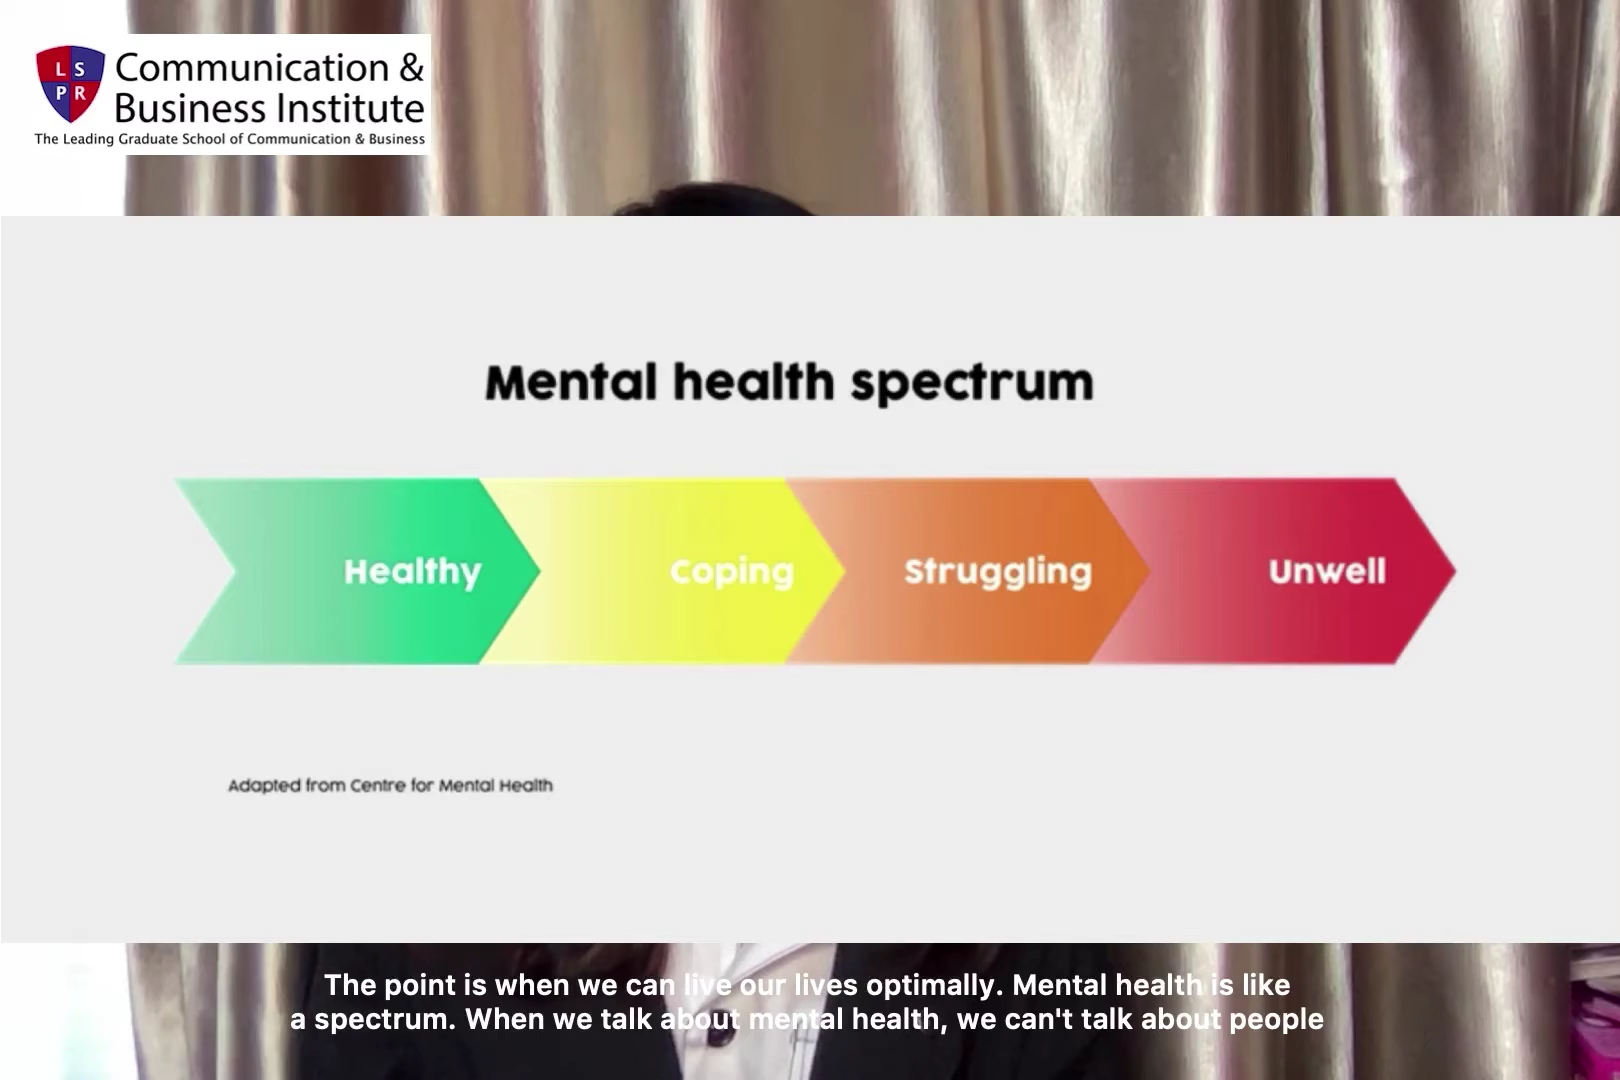 L S
P R
Communication &
Business Institute
The Leading Graduate School of Communication & Business
Mental health spectrum
Healthy
Coping
Struggling
Unwell
Adapted from Centre for Mental Health
The point is when we can live our lives optimally. Mental health is like
a spectrum. When we talk about mental health, we can't talk about people